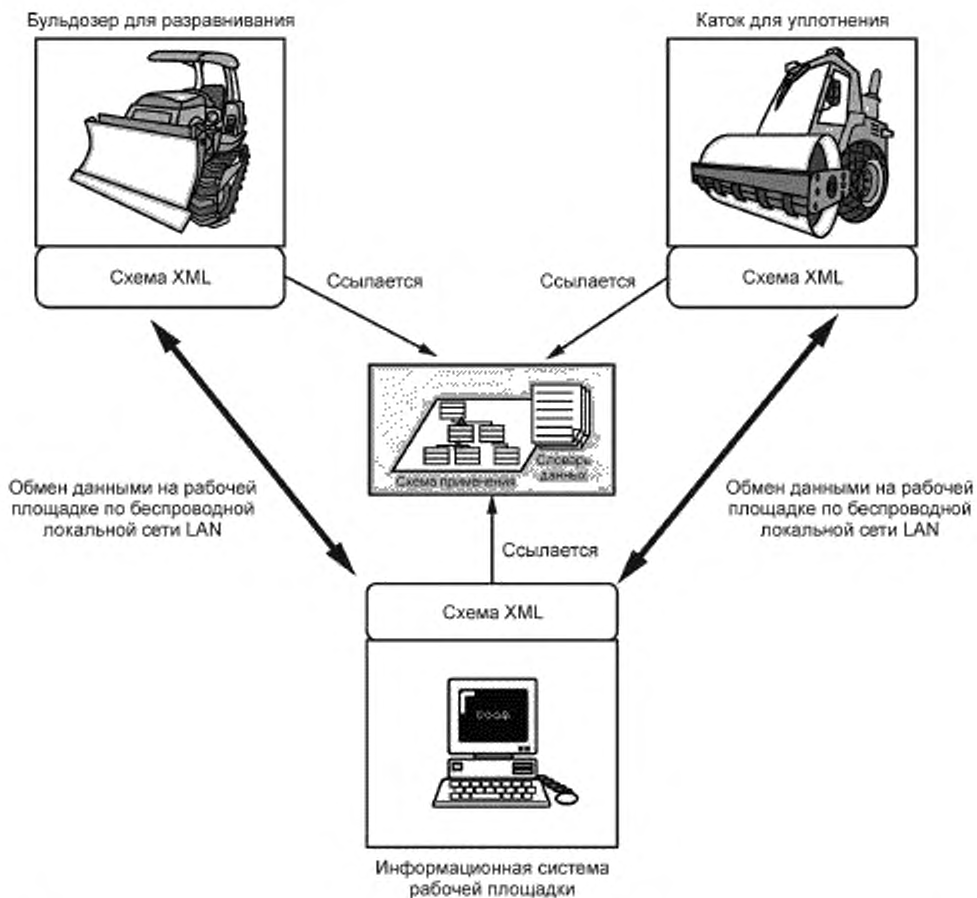 Бульдозер для разравнивания
Каток для уплотнения
Схема XML
Схема XML
Ссылается
Ссылается
Схема применения
Словарь
данных
Обмен данными на рабочей
площадке по беспроводной
локальной сети LAN
Обмен данными на рабочей
площадке по беспроводной
локальной сети LAN
Ссылается
Схема XML
Информационная система
рабочей площадки